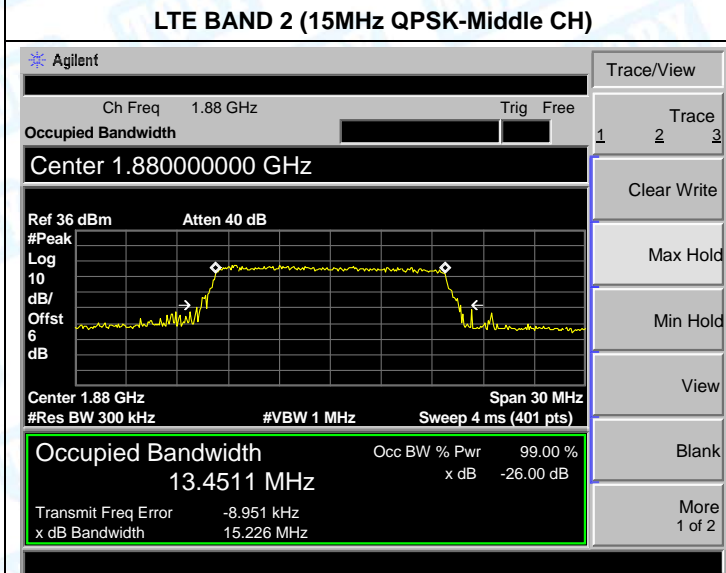 LTE BAND 2 (15MHz QPSK-Middle CH)
Agilent
Trace/View
Ch Freq 1.88 GHz Trig Free
Occupied Bandwidth
Trace
1 2 3
Center 1.880000000 GHz
Clear Write
Ref 36 dBm Atten 40 dB
#Peak
Log
10
dB/
Offst
6
dB
Max Hold
Min Hold
View
Center 1.88 GHz Span 30 MHz
#Res BW 300 kHz #VBW 1 MHz Sweep 4 ms (401 pts)
Occupied Bandwidth Occ BW % Pwr 99.00 %
13.4511 MHz x dB -26.00 dB
Blank
Transmit Freq Error -8.951 kHz
x dB Bandwidth 15.226 MHz
More
1 of 2